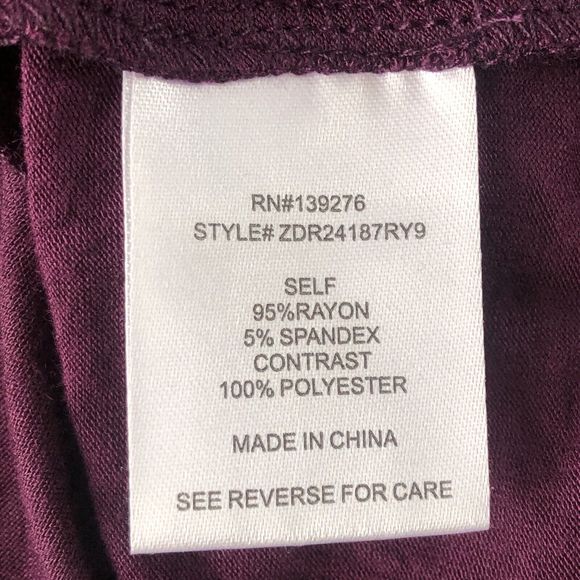 RN#139276
STYLE# ZDR24187RY9
SELF
95%RAYON
5% SPANDEX
CONTRAST
100% POLYESTER
MADE IN CHINA
SEE REVERSE FOR CARE